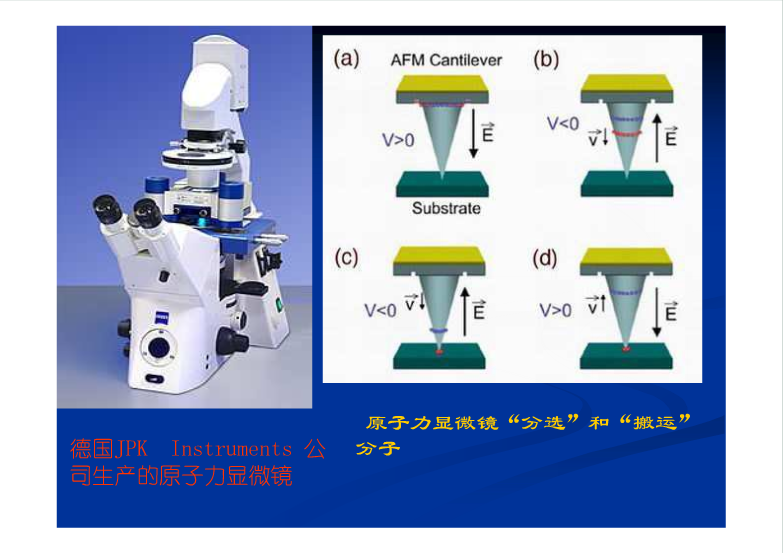 (a) AFM Cantilever (b)
V>0 E
V<0 v E
Substrate
(c) (d)
V<0 v E
V>0 v E
原子力显微镜“分选”和“搬运”
分子
德国JPK Instruments 公
司生产的原子力显微镜